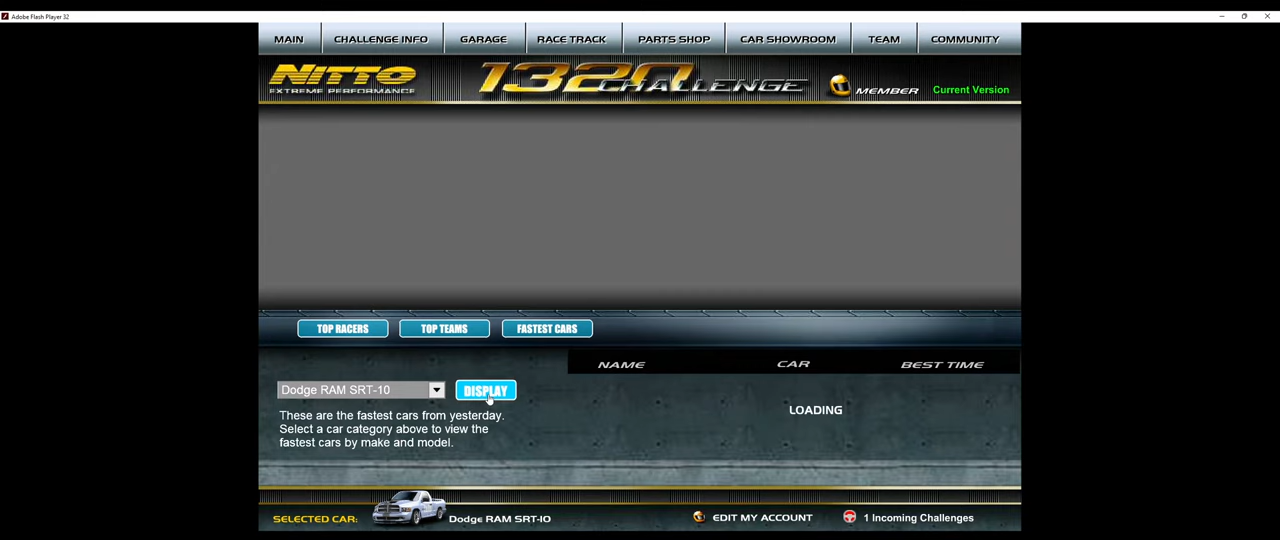 Adobe Flash Player 32
MAIN
CHALLENGE INFO
GARAGE
RACE TRACK
PARTS SHOP
CAR SHOWROOM
TEAM
COMMUNITY
NITTO
EXTREME PERFORMANCE
1320
CHALLENGE
MEMBER
Current Version
TOP RACERS
TOP TEAMS
FASTEST CARS
NAME
CAR
BEST TIME
Dodge RAM SRT-10
DISPLAY
These are the fastest cars from yesterday.
Select a car category above to view the
fastest cars by make and model.
LOADING
SELECTED CAR:
Dodge RAM SRT-10
EDIT MY ACCOUNT
1 Incoming Challenges